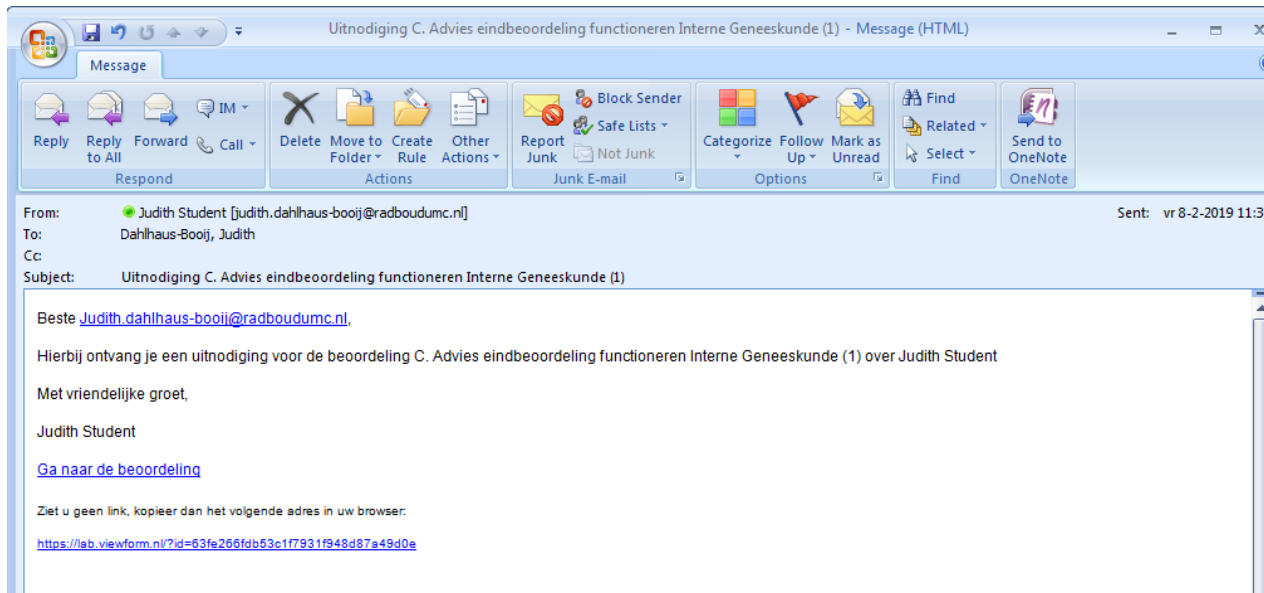 Uitnodiging C. Advies eindbeoordeling functioneren Interne Geneeskunde (1) - Message (HTML)
Message
Reply
Reply to All
Forward
IM
Call
Respond
Delete
Move to Folder
Create Rule
Other Actions
Actions
Report Junk
Block Sender
Safe Lists
Not Junk
Junk E-mail
Categorize
Follow Up
Mark as Unread
Options
Find
Related
Select
Find
Send to OneNote
OneNote
From: Judith Student [judith.dahlhaus-booij@radboudumc.nl] Sent: vr 8-2-2019 11:3
To: Dahlhaus-Booij, Judith
Cc:
Subject: Uitnodiging C. Advies eindbeoordeling functioneren Interne Geneeskunde (1)
Beste Judith.dahlhaus-booij@radboudumc.nl,
Hierbij ontvang je een uitnodiging voor de beoordeling C. Advies eindbeoordeling functioneren Interne Geneeskunde (1) over Judith Student
Met vriendelijke groet,
Judith Student
Ga naar de beoordeling
Ziet u geen link, kopieer dan het volgende adres in uw browser:
https://lab.viewform.nl/?id=63fe266fdb53c1f7931f948d87a49d0e